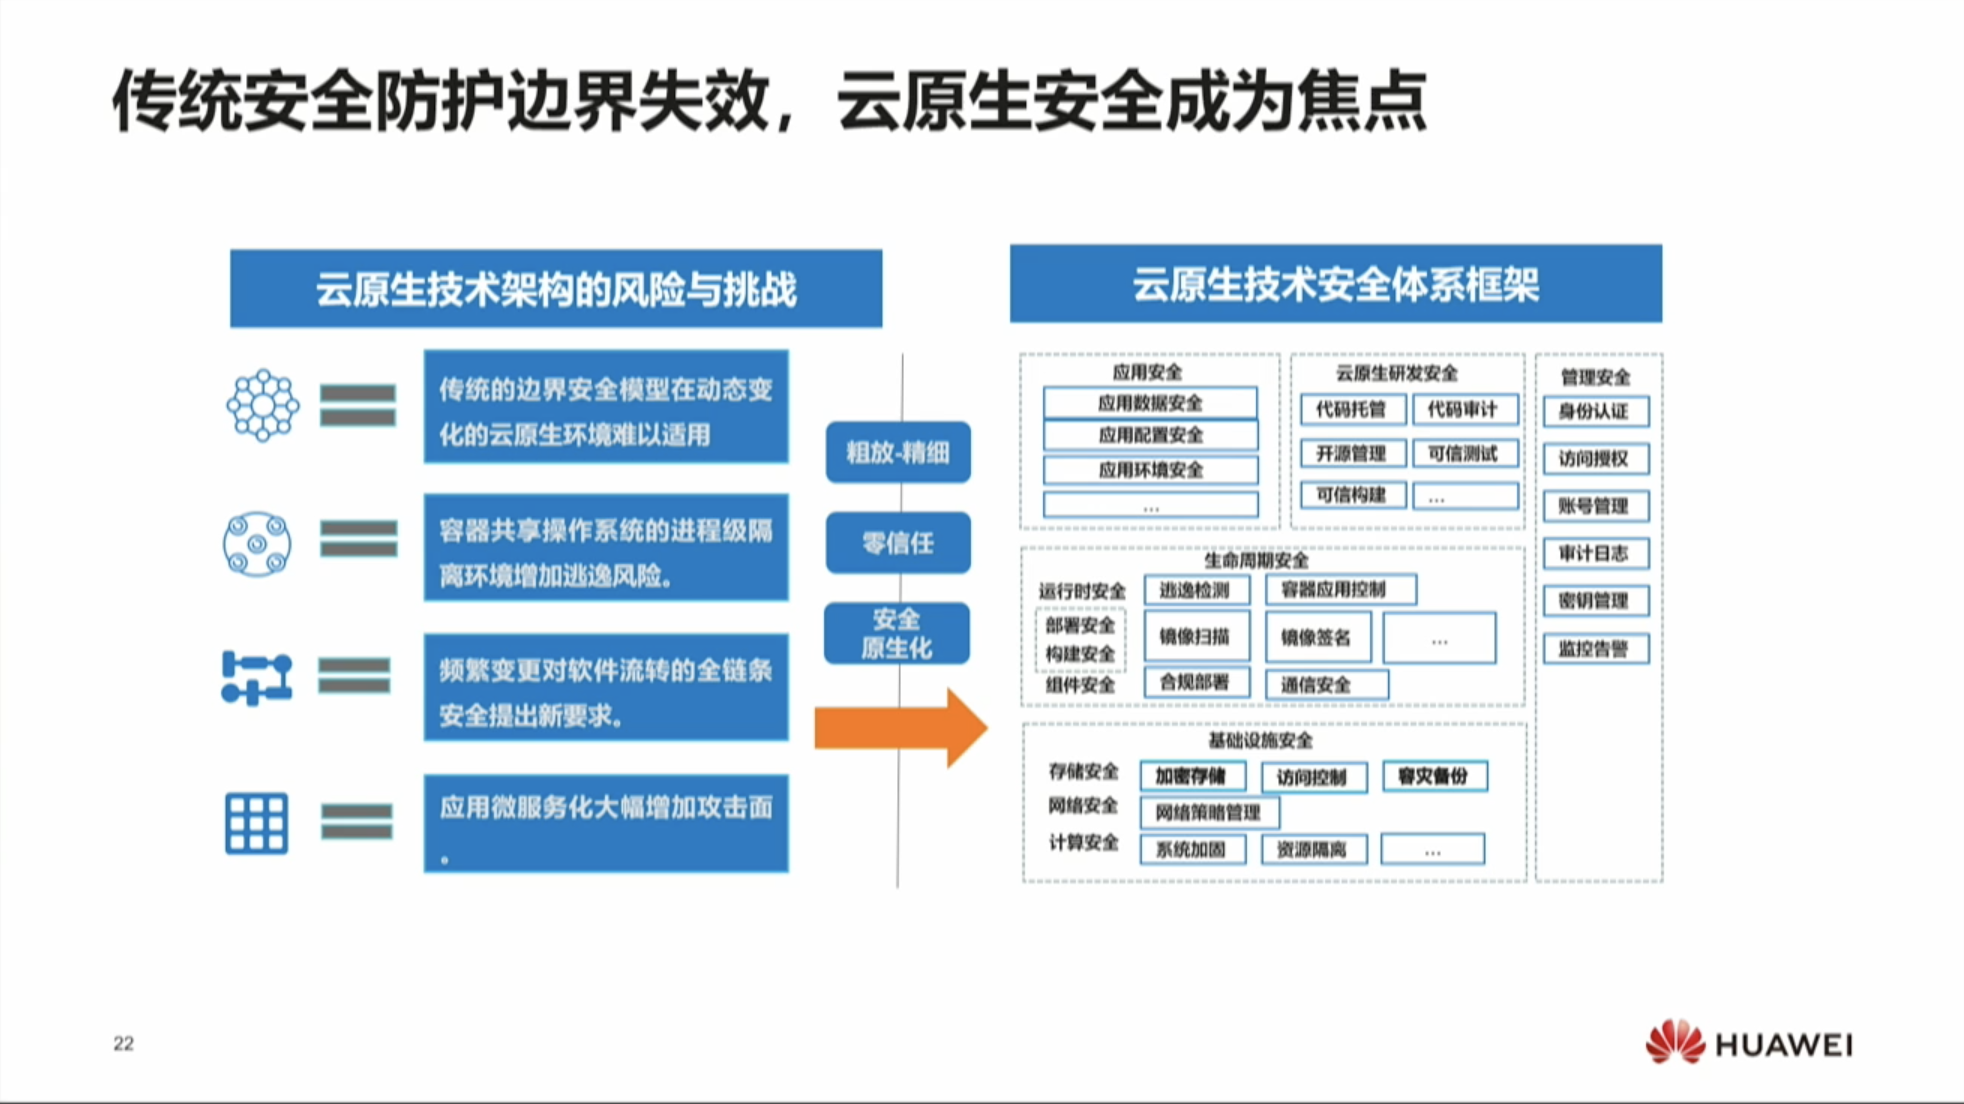 传统安全防护边界失效，云原生安全成为焦点
云原生技术架构的风险与挑战
传统的边界安全模型在动态变
化的云原生环境难以适用
容器共享操作系统的进程级隔
离环境增加逃逸风险。
频繁变更对软件流转的全链条
安全提出新要求。
应用微服务化大幅增加攻击面
。
粗放-精细
零信任
安全
原生化
云原生技术安全体系框架
应用安全
应用数据安全
应用配置安全
应用环境安全
...
云原生研发安全
代码托管 代码审计
开源管理 可信测试
可信构建 ...
生命周期安全
运行时安全 逃逸检测 容器应用控制
部署安全
构建安全
镜像扫描 镜像签名 ...
组件安全 合规部署 通信安全
基础设施安全
存储安全 加密存储 访问控制 容灾备份
网络安全 网络策略管理
计算安全 系统加固 资源隔离 ...
管理安全
身份认证
访问授权
账号管理
审计日志
密钥管理
监控告警
22
HUAWEI